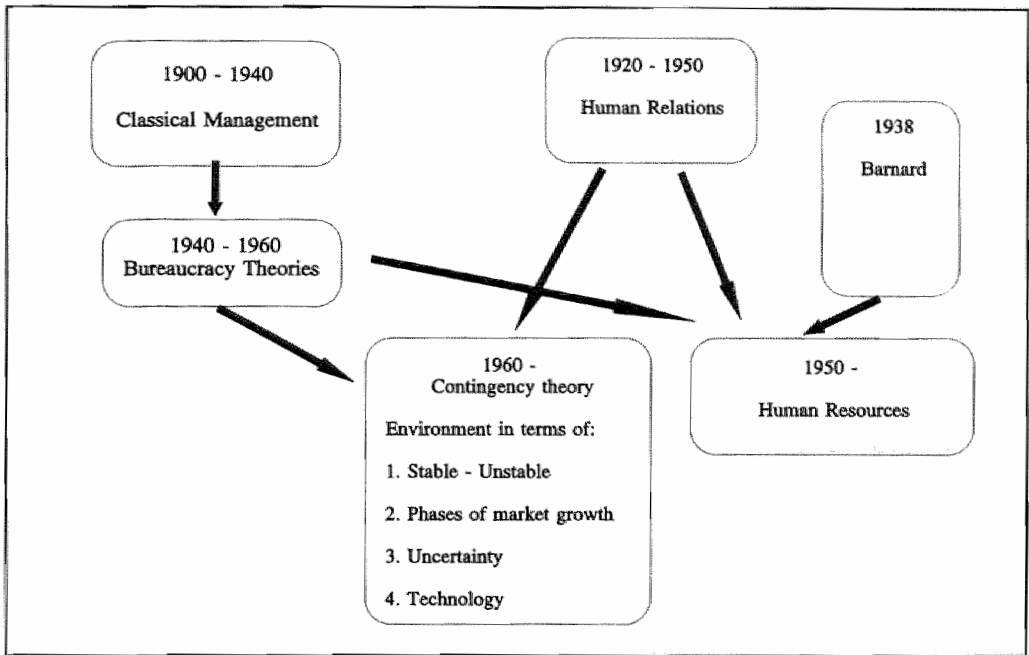 1900 - 1940
Classical Management
1920 - 1950
Human Relations
1938
Barnard
1940 - 1960
Bureaucracy Theories
1960 -
Contingency theory
Environment in terms of:
1. Stable - Unstable
2. Phases of market growth
3. Uncertainty
4. Technology
1950 -
Human Resources